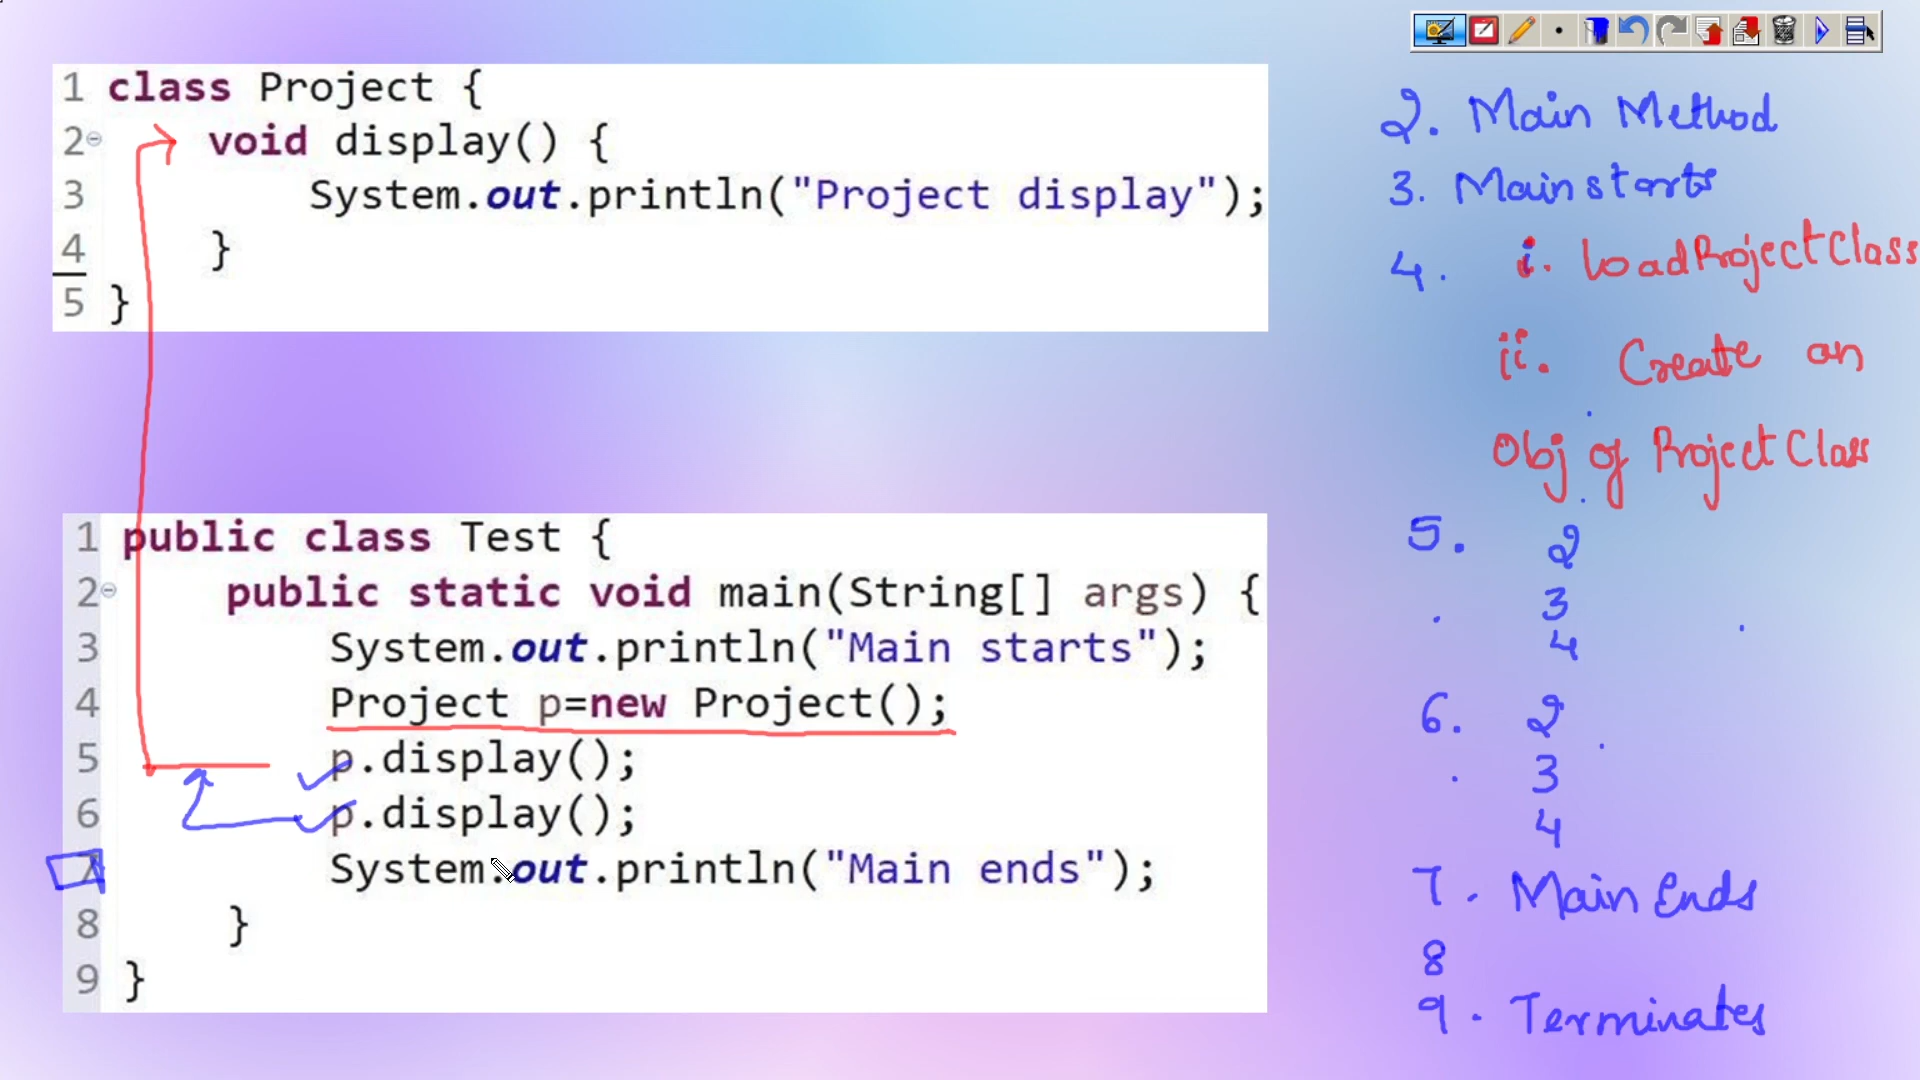 1 class Project {
2 void display() {
3 System.out.println("Project display");
4 }
5 }
1 public class Test {
2 public static void main(String[] args) {
3 System.out.println("Main starts");
4 Project p=new Project();
5 p.display();
6 p.display();
7 System.out.println("Main ends");
8 }
9 }
2. Main Method
3. Main starts
4. i. Load Project Class
ii. Create an
Obj of Project Class
5. 2
3
4
6. 2
3
4
7. Main Ends
8
9. Terminates